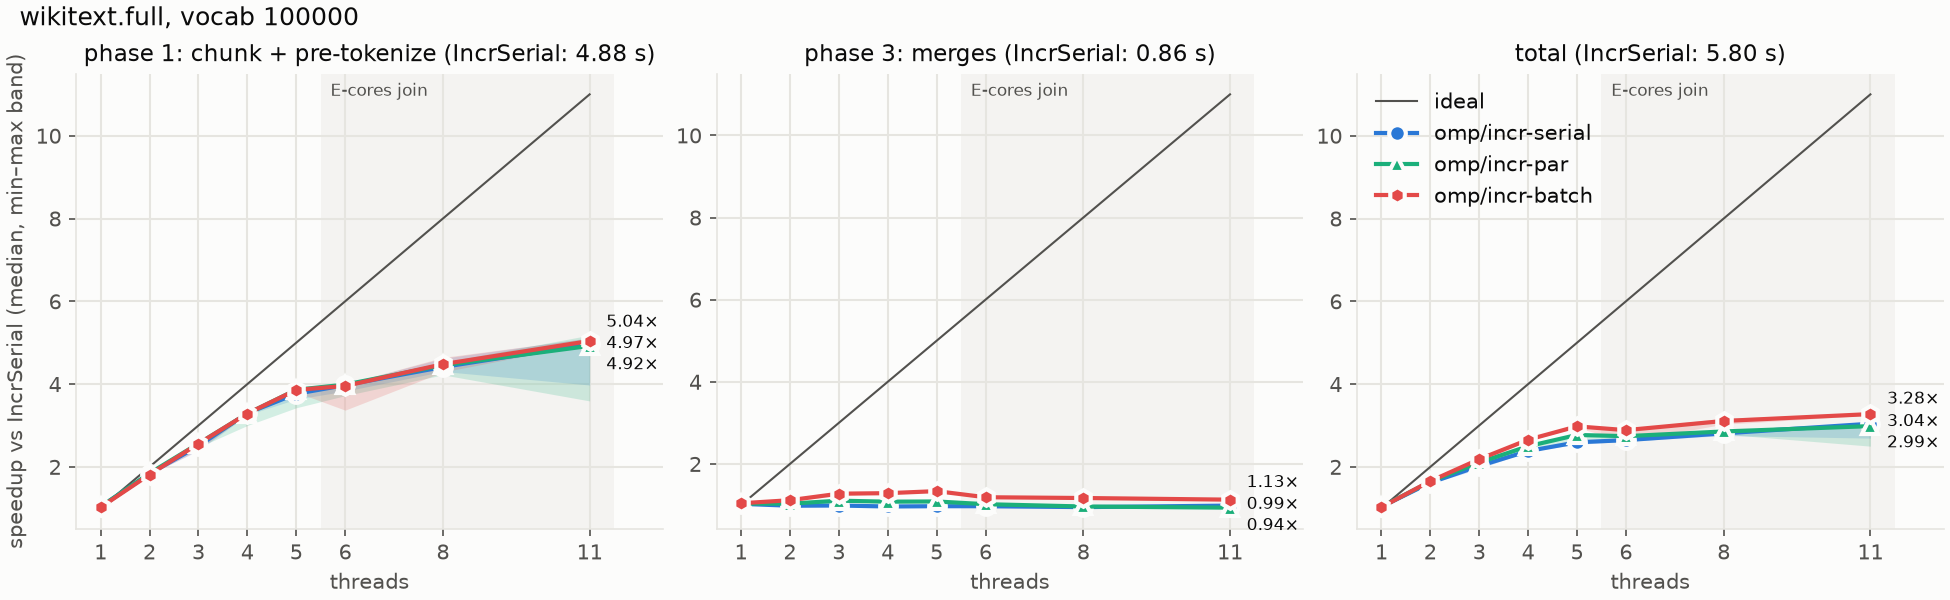 wikitext.full, vocab 100000
speedup vs IncrSerial (median, min–max band)
phase 1: chunk + pre-tokenize (IncrSerial: 4.88 s)
E-cores join
10
8
6
4
2
5.04×
4.97×
4.92×
1 2 3 4 5 6 8 11
threads
phase 3: merges (IncrSerial: 0.86 s)
E-cores join
10
8
6
4
2
1.13×
0.99×
0.94×
1 2 3 4 5 6 8 11
threads
total (IncrSerial: 5.80 s)
E-cores join
ideal
omp/incr-serial
omp/incr-par
omp/incr-batch
10
8
6
4
2
3.28×
3.04×
2.99×
1 2 3 4 5 6 8 11
threads